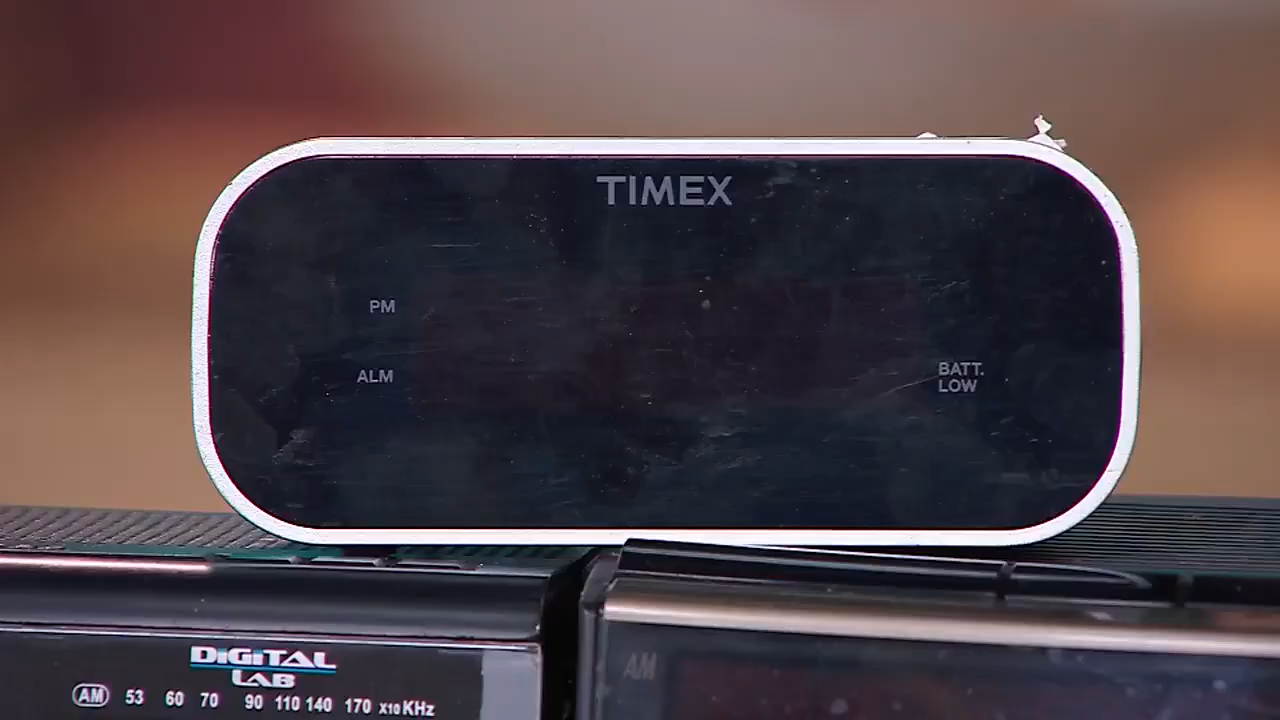 TIMEX
PM
ALM
BATT.
LOW
DiGiTAL
LAB
AM 53 60 70 90 110 140 170 x10 KHz
AM